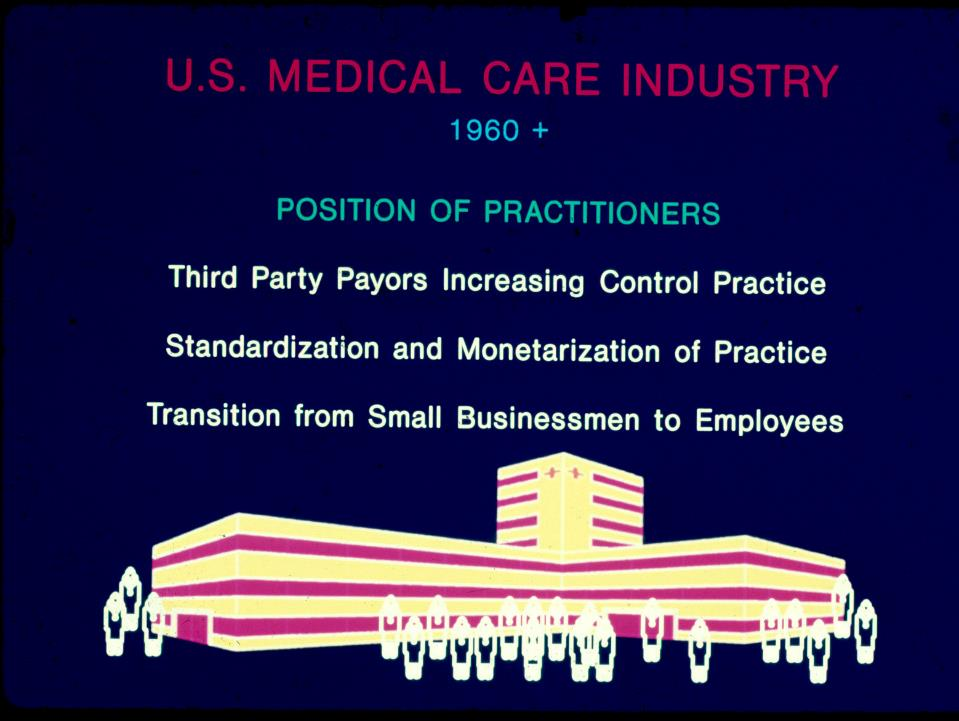 U.S. MEDICAL CARE INDUSTRY
1960 +
POSITION OF PRACTITIONERS
Third Party Payors Increasing Control Practice
Standardization and Monetarization of Practice
Transition from Small Businessmen to Employees